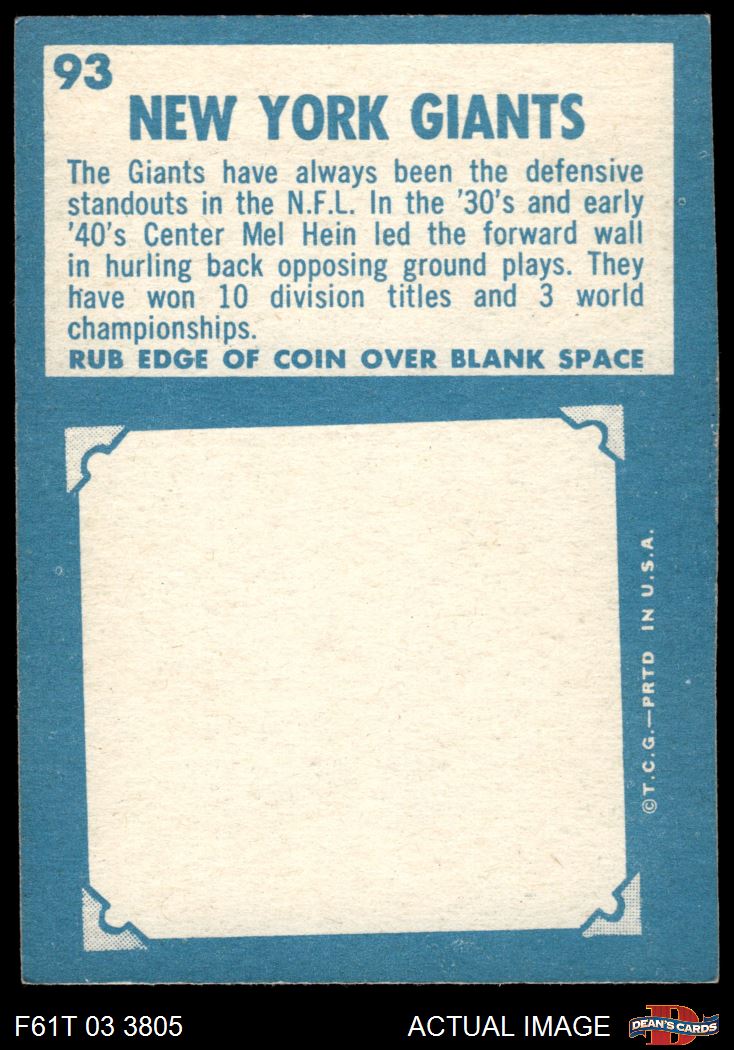 93
NEW YORK GIANTS
The Giants have always been the defensive
standouts in the N.F.L. In the '30's and early
'40's Center Mel Hein led the forward wall
in hurling back opposing ground plays. They
have won 10 division titles and 3 world
championships.
RUB EDGE OF COIN OVER BLANK SPACE
©T.C.G.—PRTD IN U.S.A.
F61T 03 3805
ACTUAL IMAGE
D
DEAN'S CARDS